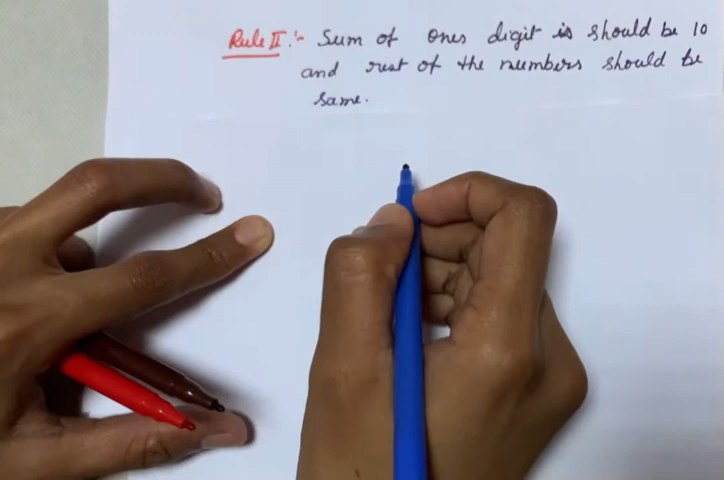 Rule II :- Sum of ones digit is should be 10
and rest of the numbers should be
same.